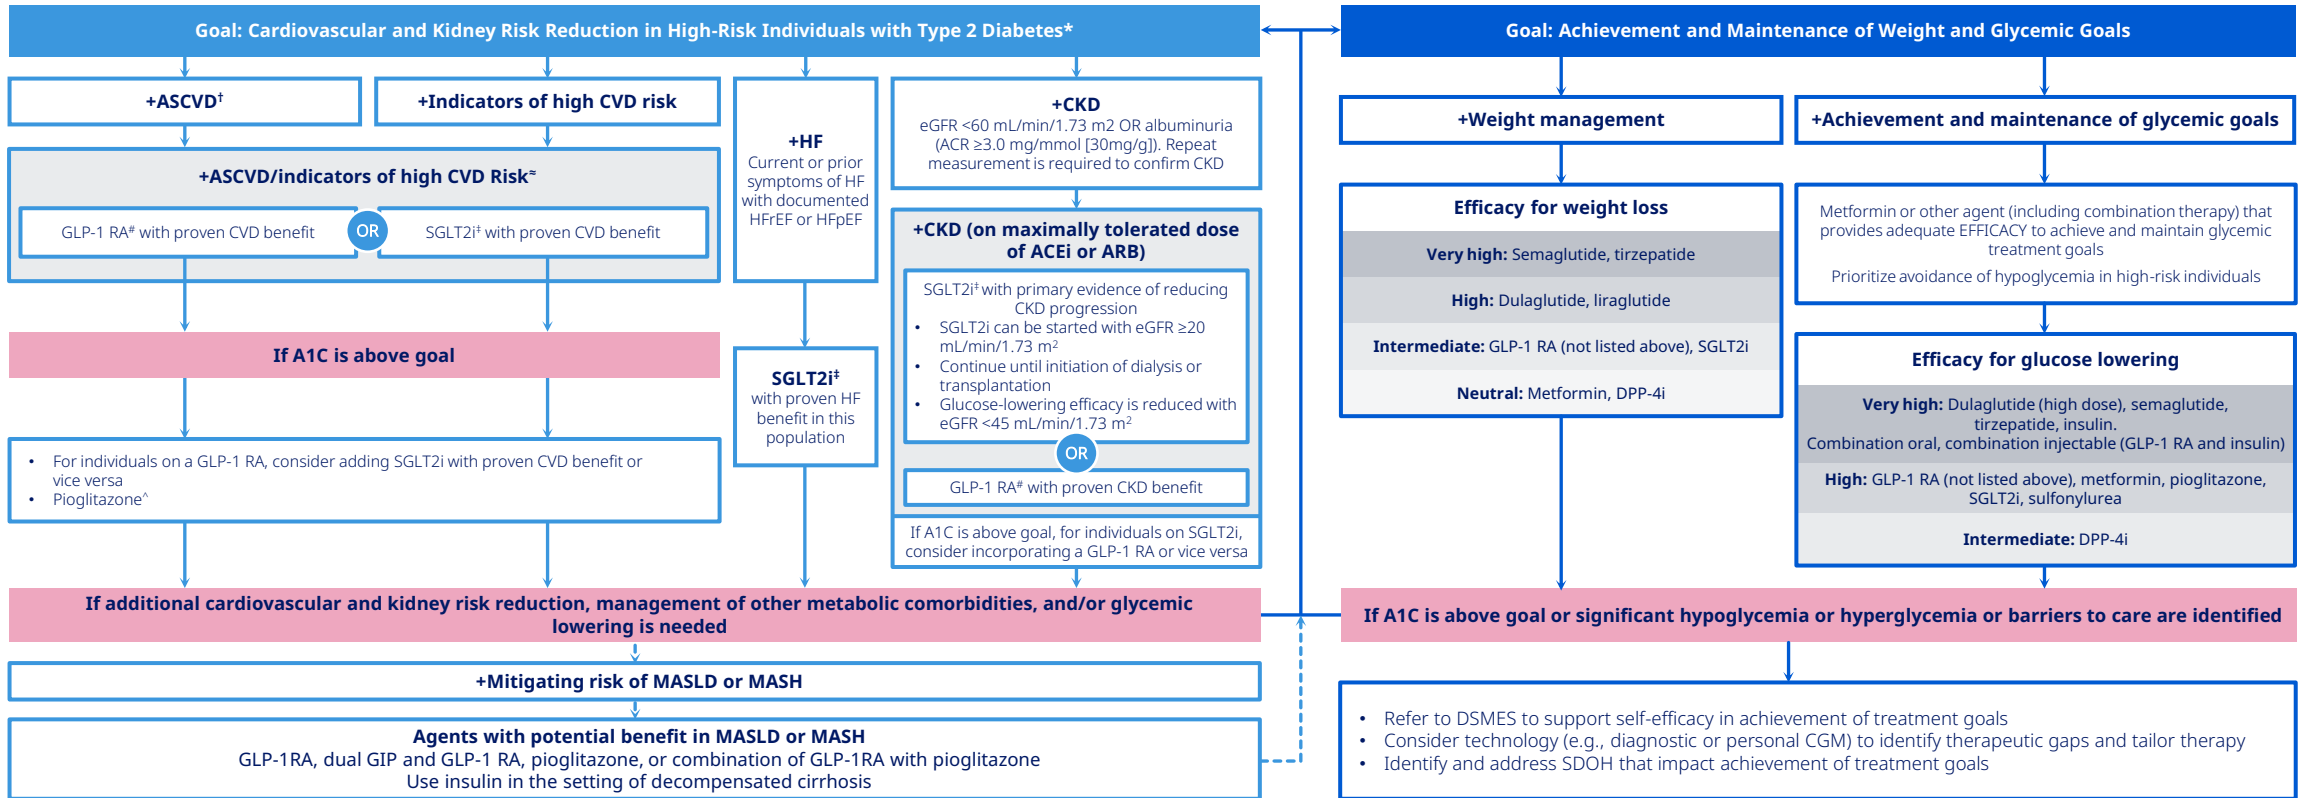 Goal: Cardiovascular and Kidney Risk Reduction in High-Risk Individuals with Type 2 Diabetes*
+ASCVD†
+Indicators of high CVD risk
+ASCVD/indicators of high CVD Risk≈
GLP-1 RA# with proven CVD benefit
OR
SGLT2i‡ with proven CVD benefit
If A1C is above goal
• For individuals on a GLP-1 RA, consider adding SGLT2i with proven CVD benefit or
vice versa
• Pioglitazone^
+HF
Current or prior
symptoms of HF
with documented
HFrEF or HFpEF
SGLT2i‡
with proven HF
benefit in this
population
+CKD
eGFR <60 mL/min/1.73 m2 OR albuminuria
(ACR ≥3.0 mg/mmol [30mg/g]). Repeat
measurement is required to confirm CKD
+CKD (on maximally tolerated dose
of ACEi or ARB)
SGLT2i‡ with primary evidence of reducing
CKD progression
• SGLT2i can be started with eGFR ≥20
mL/min/1.73 m²
• Continue until initiation of dialysis or
transplantation
• Glucose-lowering efficacy is reduced with
eGFR <45 mL/min/1.73 m²
OR
GLP-1 RA# with proven CKD benefit
If A1C is above goal, for individuals on SGLT2i,
consider incorporating a GLP-1 RA or vice versa
If additional cardiovascular and kidney risk reduction, management of other metabolic comorbidities, and/or glycemic
lowering is needed
+Mitigating risk of MASLD or MASH
Agents with potential benefit in MASLD or MASH
GLP-1RA, dual GIP and GLP-1 RA, pioglitazone, or combination of GLP-1RA with pioglitazone
Use insulin in the setting of decompensated cirrhosis
Goal: Achievement and Maintenance of Weight and Glycemic Goals
+Weight management
Efficacy for weight loss
Very high: Semaglutide, tirzepatide
High: Dulaglutide, liraglutide
Intermediate: GLP-1 RA (not listed above), SGLT2i
Neutral: Metformin, DPP-4i
+Achievement and maintenance of glycemic goals
Metformin or other agent (including combination therapy) that
provides adequate EFFICACY to achieve and maintain glycemic
treatment goals
Prioritize avoidance of hypoglycemia in high-risk individuals
Efficacy for glucose lowering
Very high: Dulaglutide (high dose), semaglutide,
tirzepatide, insulin.
Combination oral, combination injectable (GLP-1 RA and insulin)
High: GLP-1 RA (not listed above), metformin, pioglitazone,
SGLT2i, sulfonylurea
Intermediate: DPP-4i
If A1C is above goal or significant hypoglycemia or hyperglycemia or barriers to care are identified
• Refer to DSMES to support self-efficacy in achievement of treatment goals
• Consider technology (e.g., diagnostic or personal CGM) to identify therapeutic gaps and tailor therapy
• Identify and address SDOH that impact achievement of treatment goals